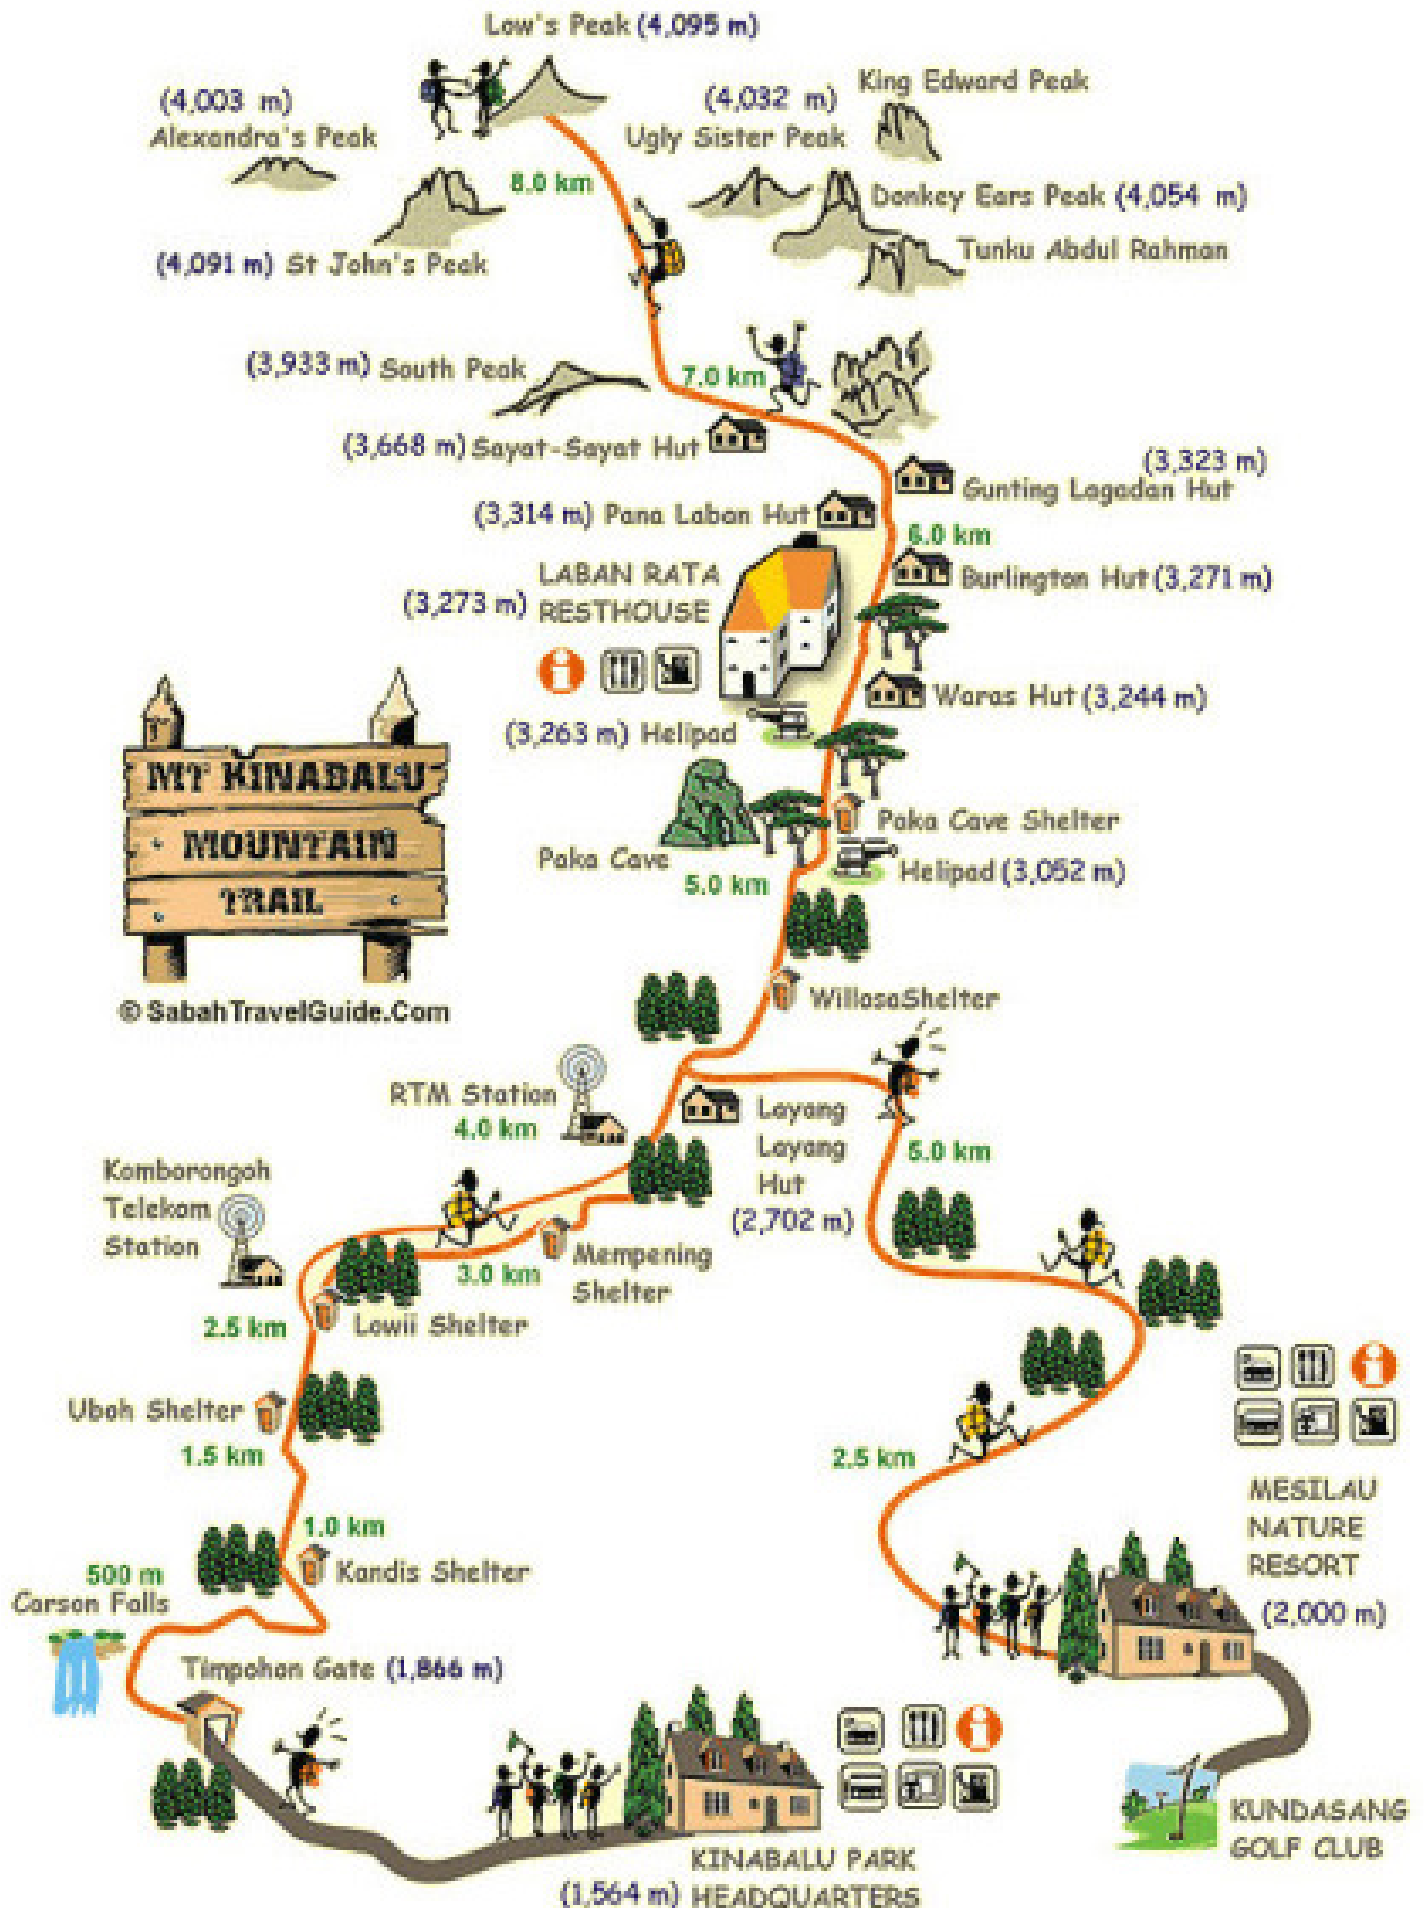 Low's Peak (4,095 m)
King Edward Peak
(4,003 m)
Alexandra's Peak
(4,032 m)
Ugly Sister Peak
8.0 km
Donkey Ears Peak (4,054 m)
(4,091 m) St John's Peak
Tunku Abdul Rahman
(3,933 m) South Peak
7.0 km
(3,668 m) Sayat-Sayat Hut
(3,323 m)
Gunting Lagadan Hut
(3,314 m) Pana Laban Hut
6.0 km
LABAN RATA
(3,273 m) RESTHOUSE
Burlington Hut (3,271 m)
Waras Hut (3,244 m)
(3,263 m) Helipad
MT KINABALU
MOUNTAIN
TRAIL
© SabahTravelGuide.Com
Paka Cave Shelter
Paka Cave
5.0 km
Helipad (3,052 m)
WillosaShelter
RTM Station
4.0 km
Layang
Layang
Hut
(2,702 m)
5.0 km
Komborongoh
Telekom
Station
Mempening
Shelter
3.0 km
2.5 km
Lowii Shelter
Uboh Shelter
1.5 km
2.5 km
MESILAU
NATURE
RESORT
(2,000 m)
1.0 km
Kandis Shelter
500 m
Carson Falls
Timpohon Gate (1,866 m)
KUNDASANG
GOLF CLUB
KINABALU PARK
(1,564 m) HEADQUARTERS